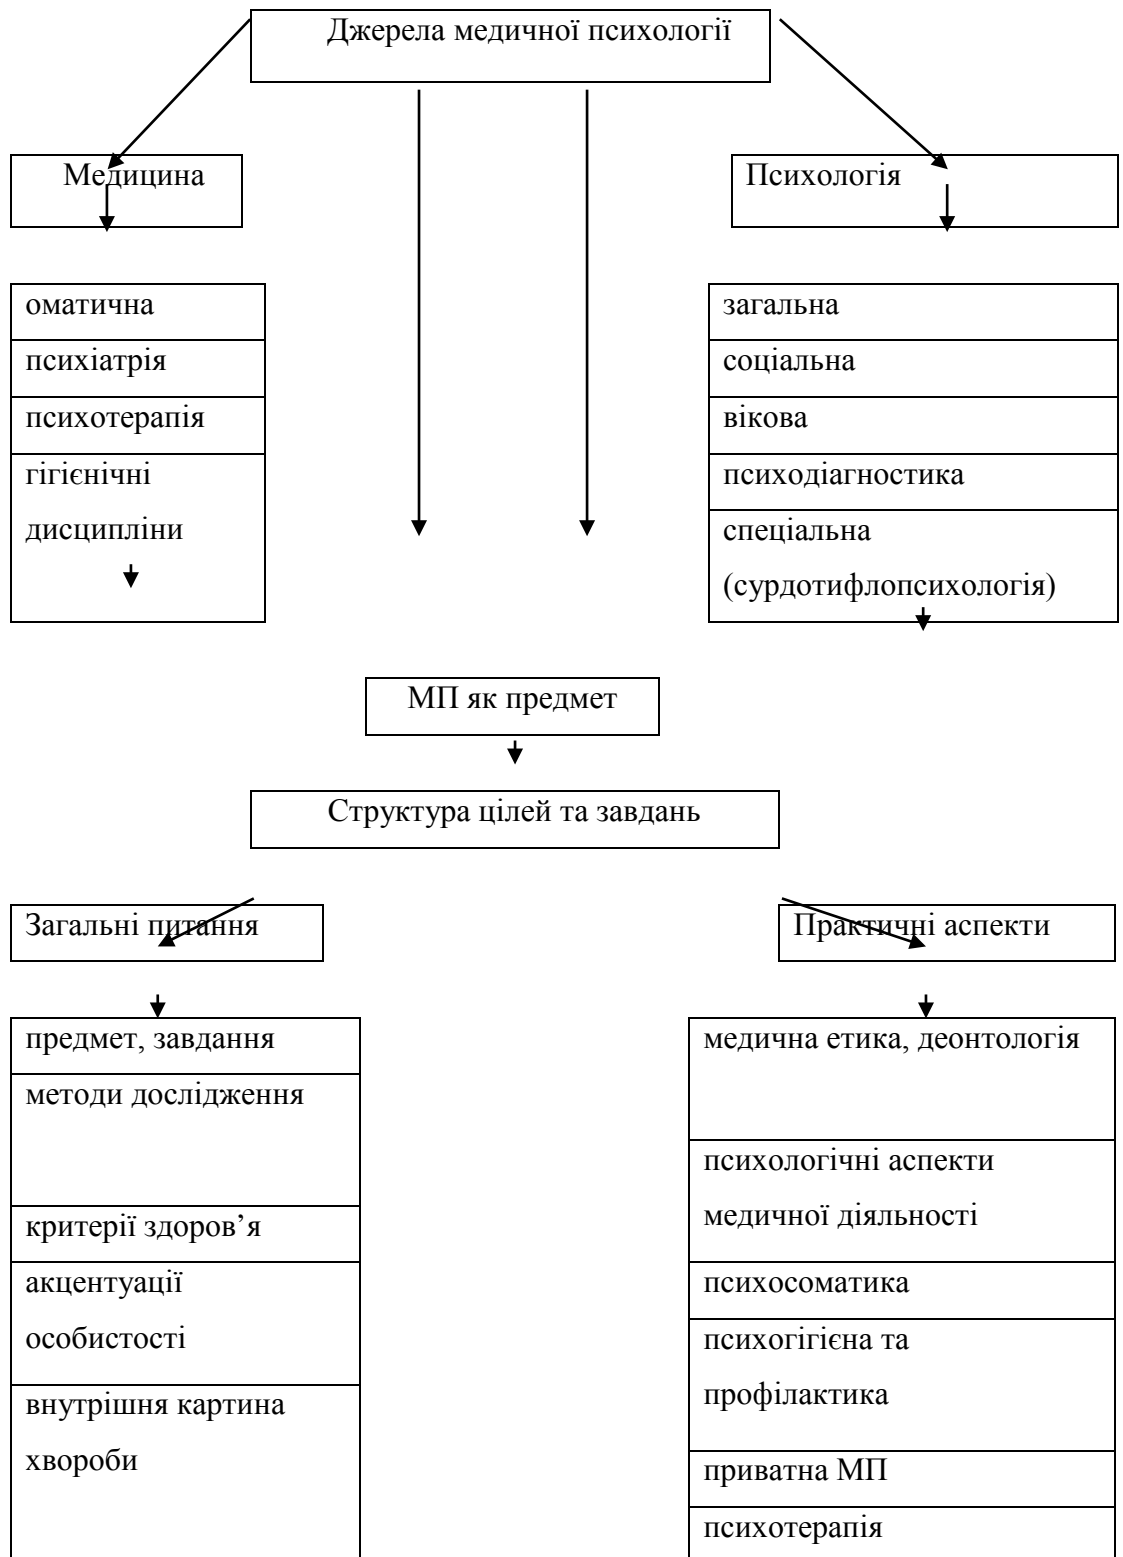 Джерела медичної психології
Медицина
Психологія
оматична
психіатрія
психотерапія
гігієнічні
дисципліни
загальна
соціальна
вікова
психодіагностика
спеціальна
(сурдотифлопсихологія)
МП як предмет
Структура цілей та завдань
Загальні питання
Практичні аспекти
предмет, завдання
методи дослідження
критерії здоров’я
акцентуації
особистості
внутрішня картина
хвороби
медична етика, деонтологія
психологічні аспекти
медичної діяльності
психосоматика
психогігієна та
профілактика
приватна МП
психотерапія